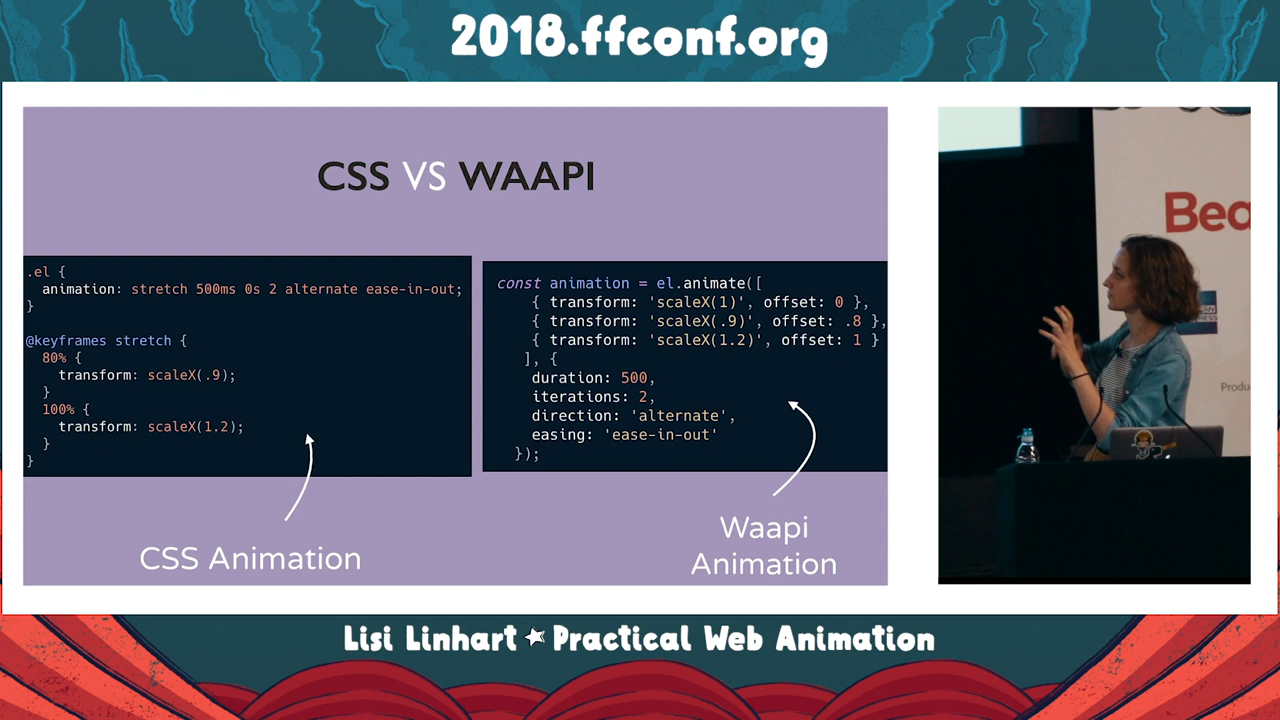 2018.ffconf.org
CSS VS WAAPI
.el {
animation: stretch 500ms 0s 2 alternate ease-in-out;
}
@keyframes stretch {
80% {
transform: scaleX(.9);
}
100% {
transform: scaleX(1.2);
}
}
CSS Animation
const animation = el.animate([
{ transform: 'scaleX(1)', offset: 0 },
{ transform: 'scaleX(.9)', offset: .8 },
{ transform: 'scaleX(1.2)', offset: 1 }
], {
duration: 500,
iterations: 2,
direction: 'alternate',
easing: 'ease-in-out'
});
Waapi
Animation
Bea
Produ
Lisi Linhart ★ Practical Web Animation